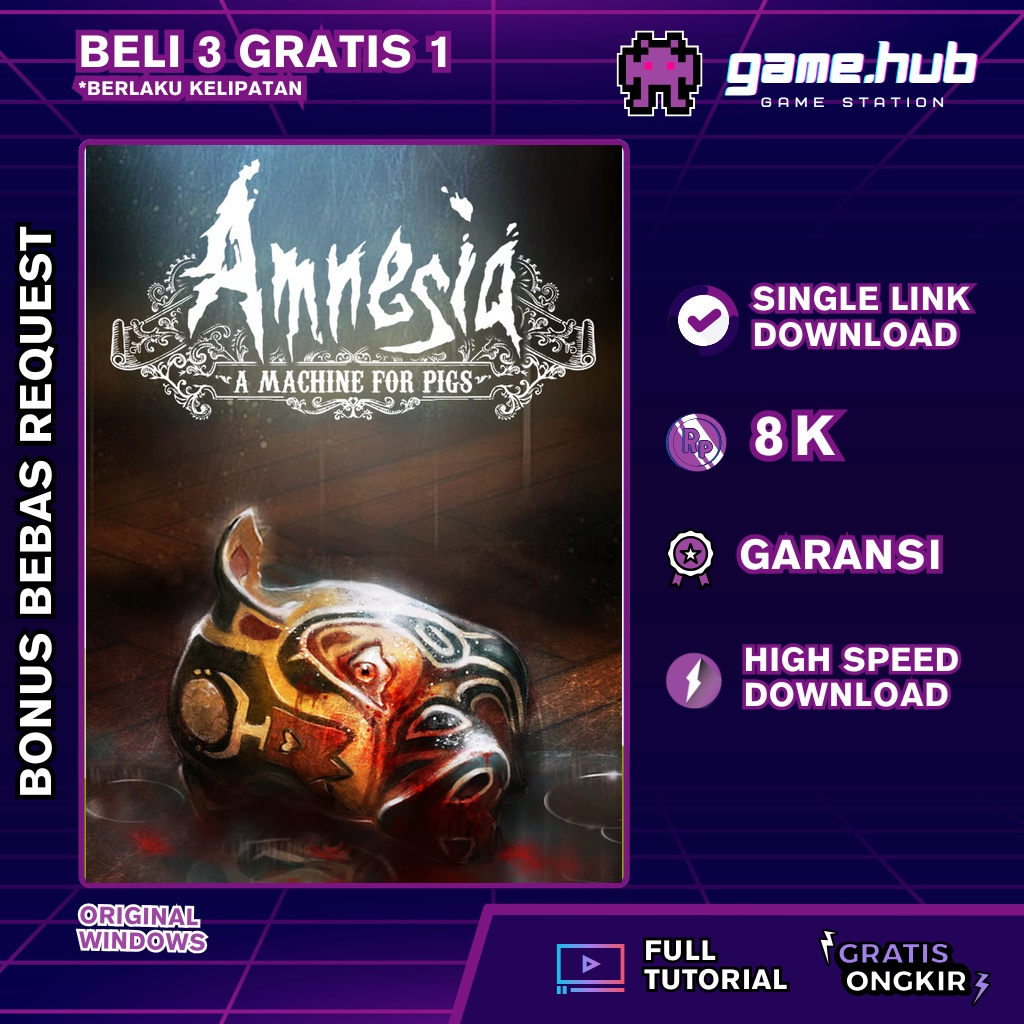 BELI 3 GRATIS 1
*BERLAKU KELIPATAN
game.hub
GAME STATION
BONUS BEBAS REQUEST
Amnesia
A MACHINE FOR PIGS
SINGLE LINK
DOWNLOAD
Rp
8K
GARANSI
HIGH SPEED
DOWNLOAD
ORIGINAL
WINDOWS
FULL
TUTORIAL
GRATIS
ONGKIR